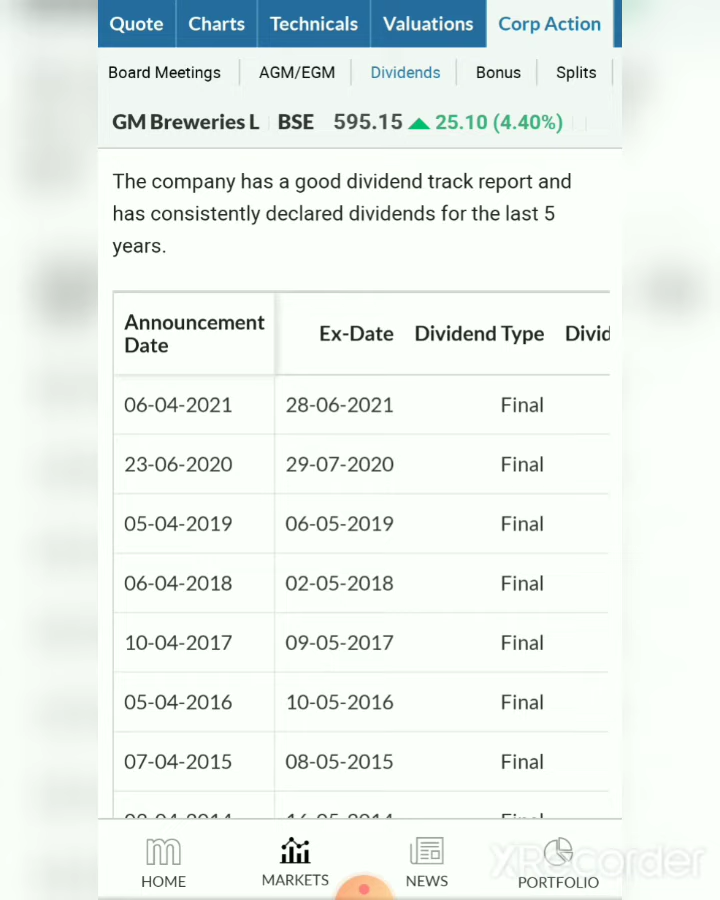 Quote Charts Technicals Valuations Corp Action
Board Meetings AGM/EGM Dividends Bonus Splits
GM Breweries L BSE 595.15 25.10 (4.40%)
The company has a good dividend track report and
has consistently declared dividends for the last 5
years.
Announcement Date Ex-Date Dividend Type Divid
06-04-2021 28-06-2021 Final
23-06-2020 29-07-2020 Final
05-04-2019 06-05-2019 Final
06-04-2018 02-05-2018 Final
10-04-2017 09-05-2017 Final
05-04-2016 10-05-2016 Final
07-04-2015 08-05-2015 Final
HOME MARKETS NEWS PORTFOLIO
XRecorder